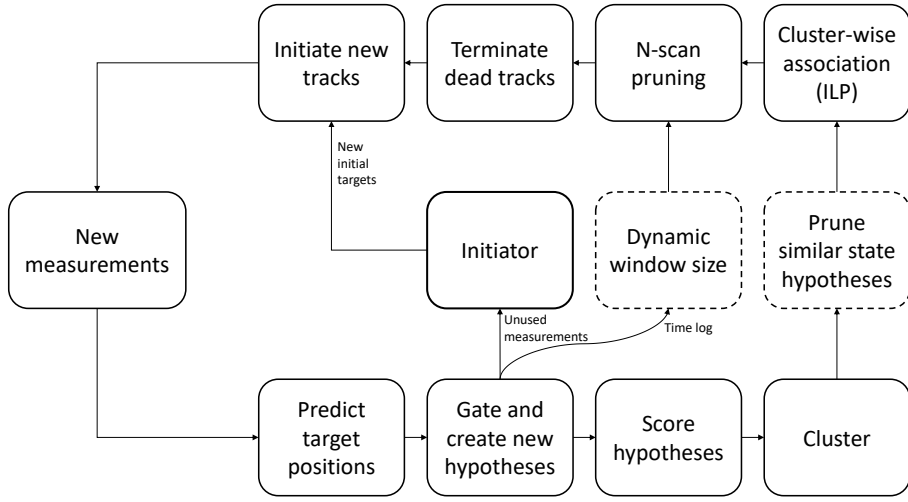 Initiate new
tracks
Terminate
dead tracks
N-scan
pruning
Cluster-wise
association
(ILP)
New
initial
targets
New
measurements
Initiator
Dynamic
window size
Prune
similar state
hypotheses
Unused
measurements
Time log
Predict
target
positions
Gate and
create new
hypotheses
Score
hypotheses
Cluster